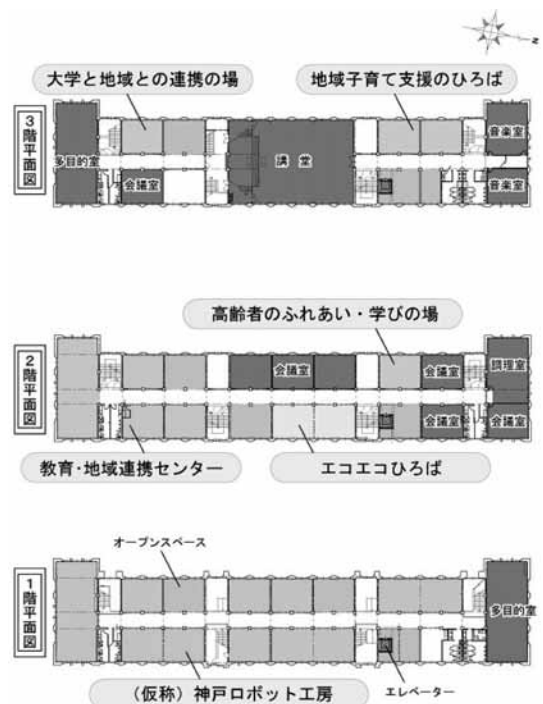 N
大学と地域との連携の場
地域子育て支援のひろば
3階平面図
多目的室
会議室
講堂
音楽室
音楽室
高齢者のふれあい・学びの場
2階平面図
会議室
会議室
調理室
会議室
会議室
教育・地域連携センター
エコエコひろば
オープンスペース
1階平面図
多目的室
(仮称)神戸ロボット工房
エレベーター